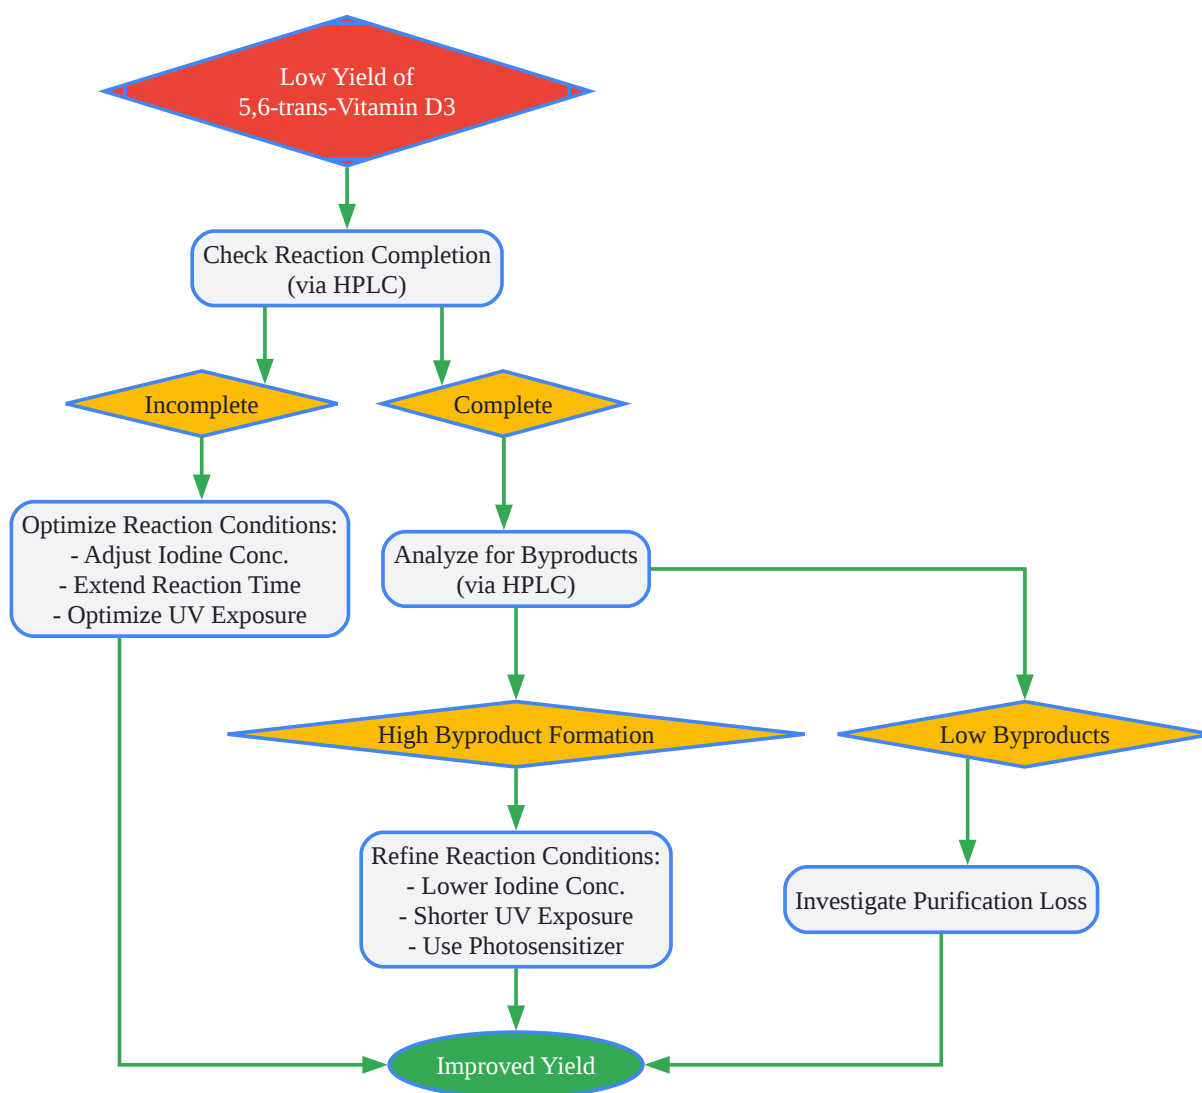 Low Yield of
5,6-trans-Vitamin D3
Check Reaction Completion
(via HPLC)
Incomplete
Complete
Optimize Reaction Conditions:
- Adjust Iodine Conc.
- Extend Reaction Time
- Optimize UV Exposure
Analyze for Byproducts
(via HPLC)
High Byproduct Formation
Low Byproducts
Refine Reaction Conditions:
- Lower Iodine Conc.
- Shorter UV Exposure
- Use Photosensitizer
Investigate Purification Loss
Improved Yield